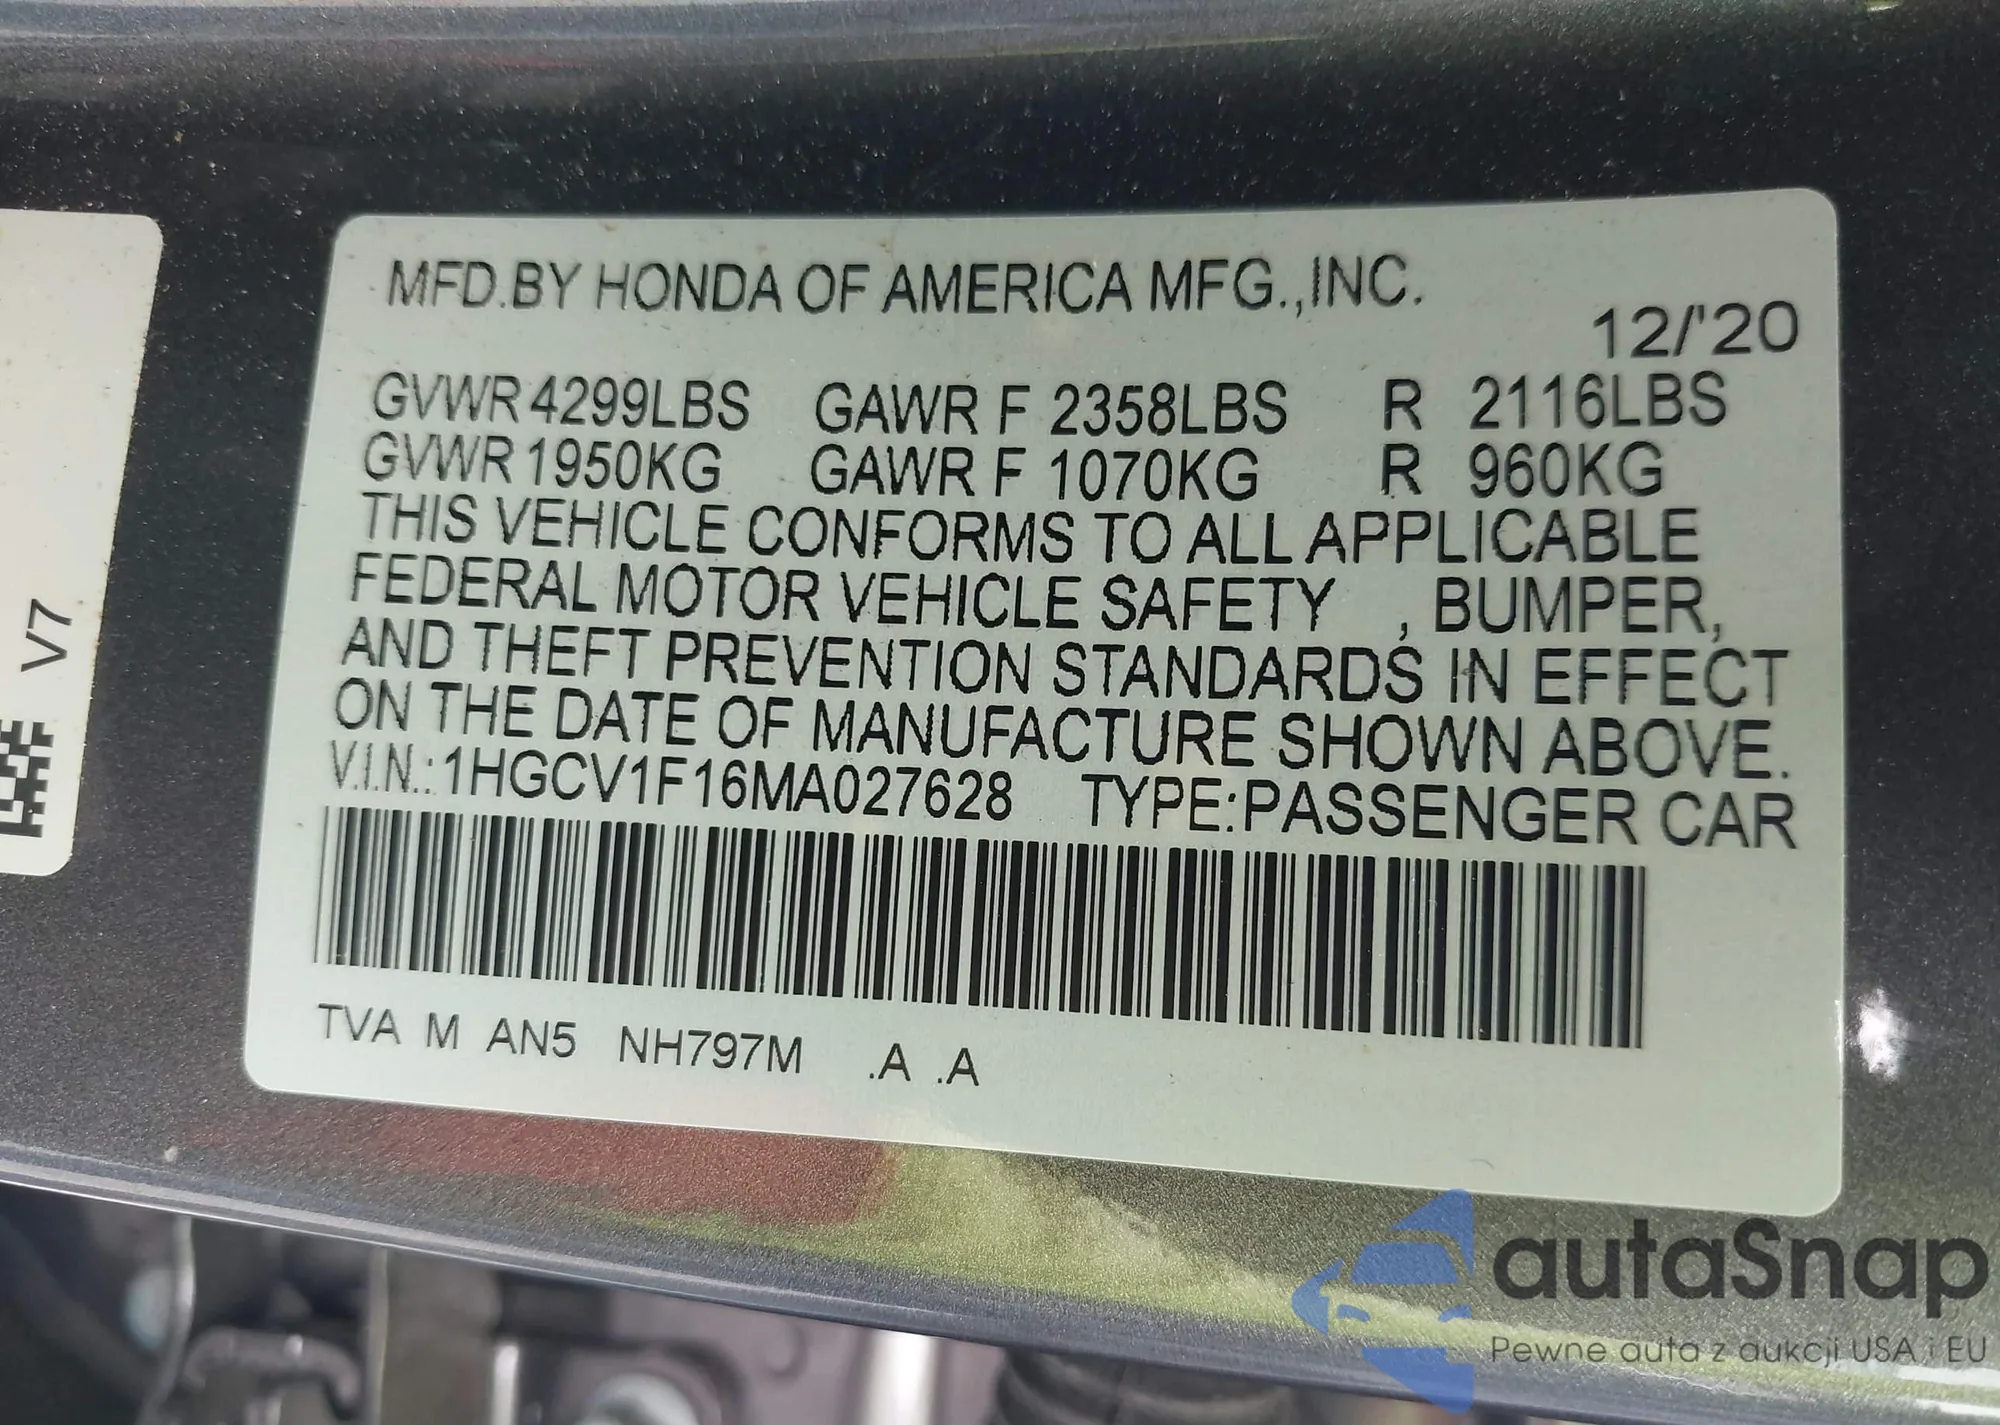 MFD.BY HONDA OF AMERICA MFG.,INC.
12/'20
GVWR 4299LBS GAWR F 2358LBS R 2116LBS
GVWR 1950KG GAWR F 1070KG R 960KG
THIS VEHICLE CONFORMS TO ALL APPLICABLE
FEDERAL MOTOR VEHICLE SAFETY , BUMPER,
AND THEFT PREVENTION STANDARDS IN EFFECT
ON THE DATE OF MANUFACTURE SHOWN ABOVE.
V.I.N.:1HGCV1F16MA027628 TYPE:PASSENGER CAR
TVA M AN5 NH797M .A .A
V7
autaSnap
Pewne auta z aukcji USA i EU